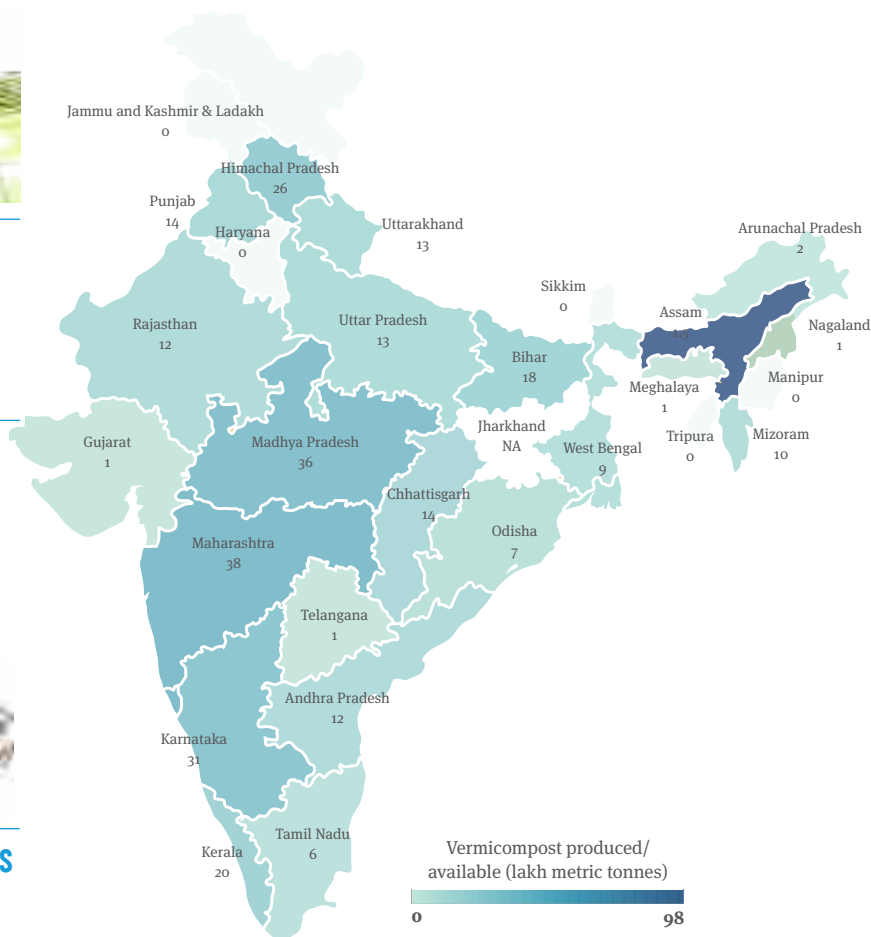 Jammu and Kashmir & Ladakh
0
Himachal Pradesh
26
Punjab
14
Haryana
0
Uttarakhand
13
Arunachal Pradesh
2
Sikkim
0
Assam
Nagaland
1
Rajasthan
12
Uttar Pradesh
13
Bihar
18
Meghalaya
1
Manipur
0
Tripura
0
Mizoram
10
Jharkhand
NA
West Bengal
9
Gujarat
1
Madhya Pradesh
36
Chhattisgarh
14
Odisha
7
Maharashtra
38
Telangana
1
Andhra Pradesh
12
Karnataka
31
Kerala
20
Tamil Nadu
6
Vermicompost produced/
available (lakh metric tonnes)
0
98
S